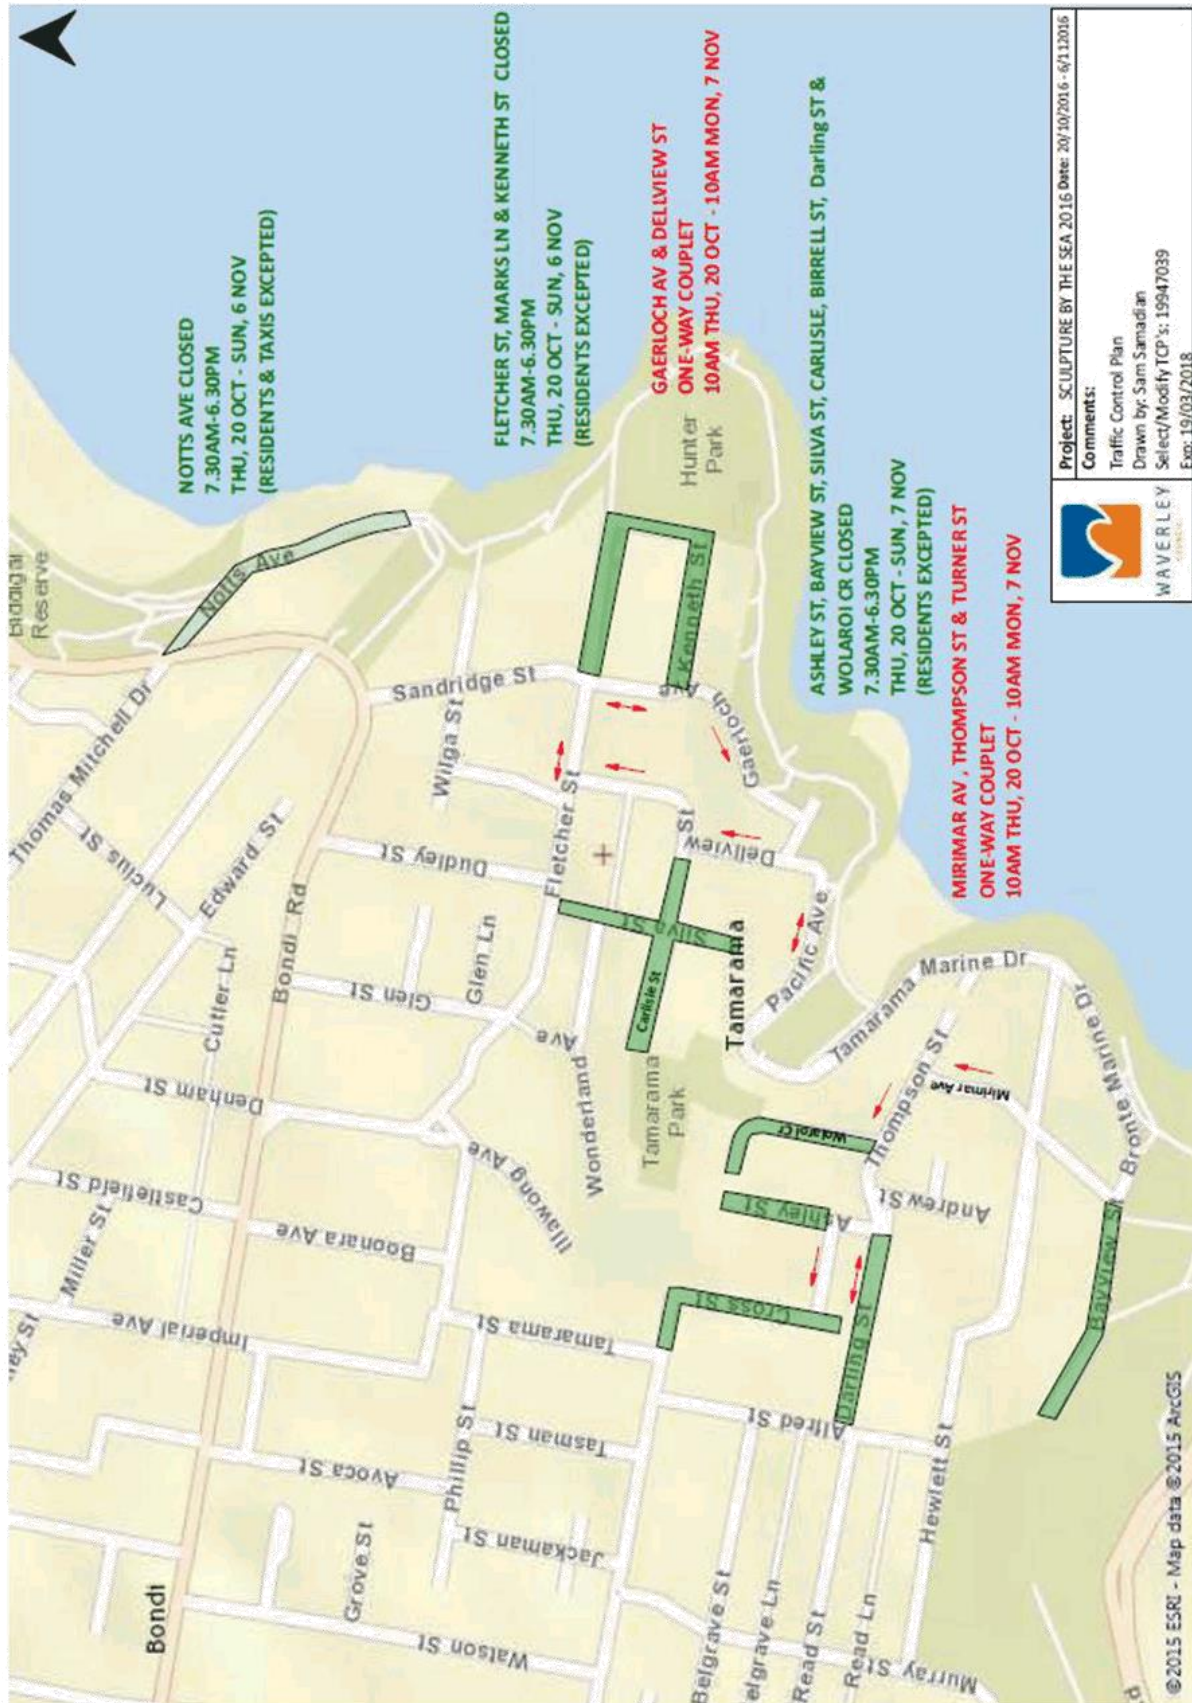 NOTTS AVE CLOSED
7.30AM-6.30PM
THU, 20 OCT - SUN, 6 NOV
(RESIDENTS & TAXIS EXCEPTED)
FLETCHER ST, MARKS LN & KENNETH ST CLOSED
7.30AM-6.30PM
THU, 20 OCT - SUN, 6 NOV
(RESIDENTS EXCEPTED)
GAERLOCH AV & DELLVIEW ST
ONE-WAY COUPLET
10AM THU, 20 OCT - 10AM MON, 7 NOV
ASHLEY ST, BAYVIEW ST, SILVA ST, CARLISLE, BIRRELL ST, Darling ST &
WOLAROI CR CLOSED
7.30AM-6.30PM
THU, 20 OCT - SUN, 7 NOV
(RESIDENTS EXCEPTED)
MIRIMAR AV , THOMPSON ST & TURNER ST
ONE-WAY COUPLET
10AM THU, 20 OCT - 10AM MON, 7 NOV
Project: SCULPTURE BY THE SEA 2016 Date: 20/10/2016 - 6/112016
Comments:
Traffic Control Plan
Drawn by: Sam Samadian
Select/Modify TCP's: 19947039
Exp: 19/03/2018
WAVERLEY
COUNCIL
Reserve
Notts Ave
Thomas Mitchell Dr
Lucius St
Edward St
Cutler Ln
Bondi Rd
Sandridge St
Wilga St
Dudley St
Fletcher St
Glen St
Glen Ln
Denham St
Castlefield St
Miller St
Imperial Ave
Boonara Ave
Illawong Ave
Wonderland Ave
Hunter
Park
Kenneth St
Gaerloch Ave
Dellview St
Silva St
Carlisle St
Tamarama
Pacific Ave
Tamarama
Park
Tamarama Marine Dr
Thompson St
Mirimar Ave
Bronte Marine Dr
Wolaroi Cr
Ashley St
Andrew St
Cross St
Darling St
Bayview St
Tamarama St
Alfred St
Tasman St
Phillip St
Avoca St
Jackaman St
Grove St
Watson St
Bondi
Hewlett St
Belgrave St
elgrave Ln
Read St
Read Ln
Murray St
©2015 ESRI - Map data ©2015 ArcGIS